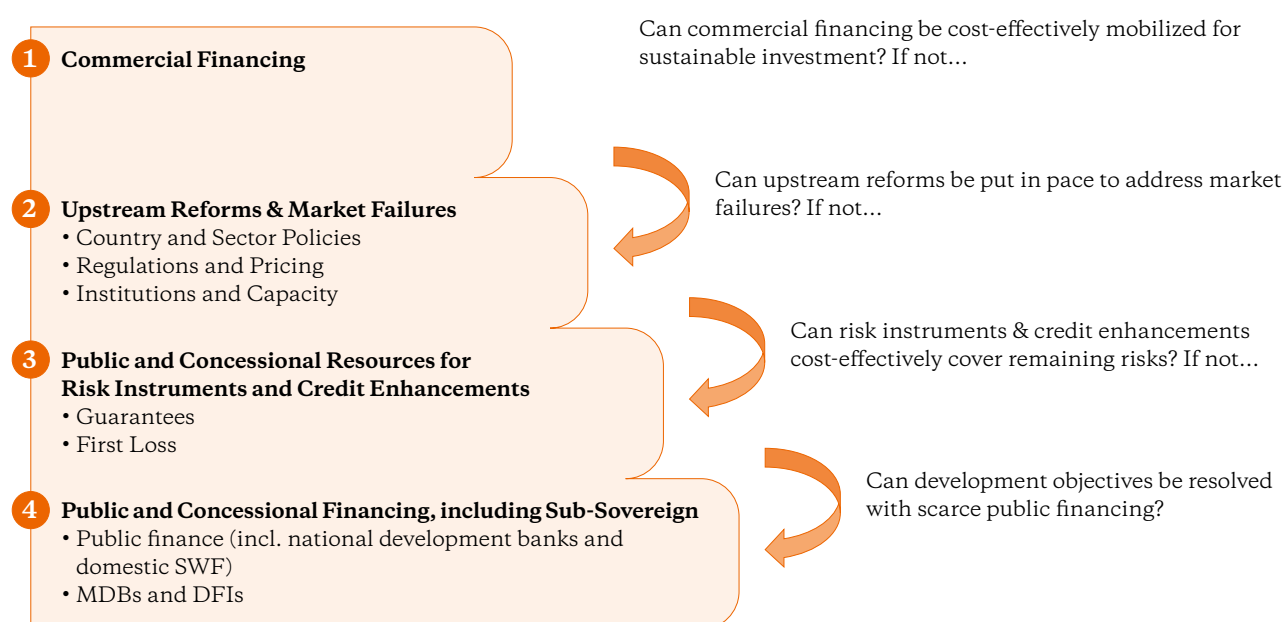 Can commercial financing be cost-effectively mobilized for
sustainable investment? If not...
1 Commercial Financing
Can upstream reforms be put in pace to address market
failures? If not...
2 Upstream Reforms & Market Failures
• Country and Sector Policies
• Regulations and Pricing
• Institutions and Capacity
Can risk instruments & credit enhancements
cost-effectively cover remaining risks? If not...
3 Public and Concessional Resources for
Risk Instruments and Credit Enhancements
• Guarantees
• First Loss
Can development objectives be resolved
with scarce public financing?
4 Public and Concessional Financing, including Sub-Sovereign
• Public finance (incl. national development banks and
domestic SWF)
• MDBs and DFIs